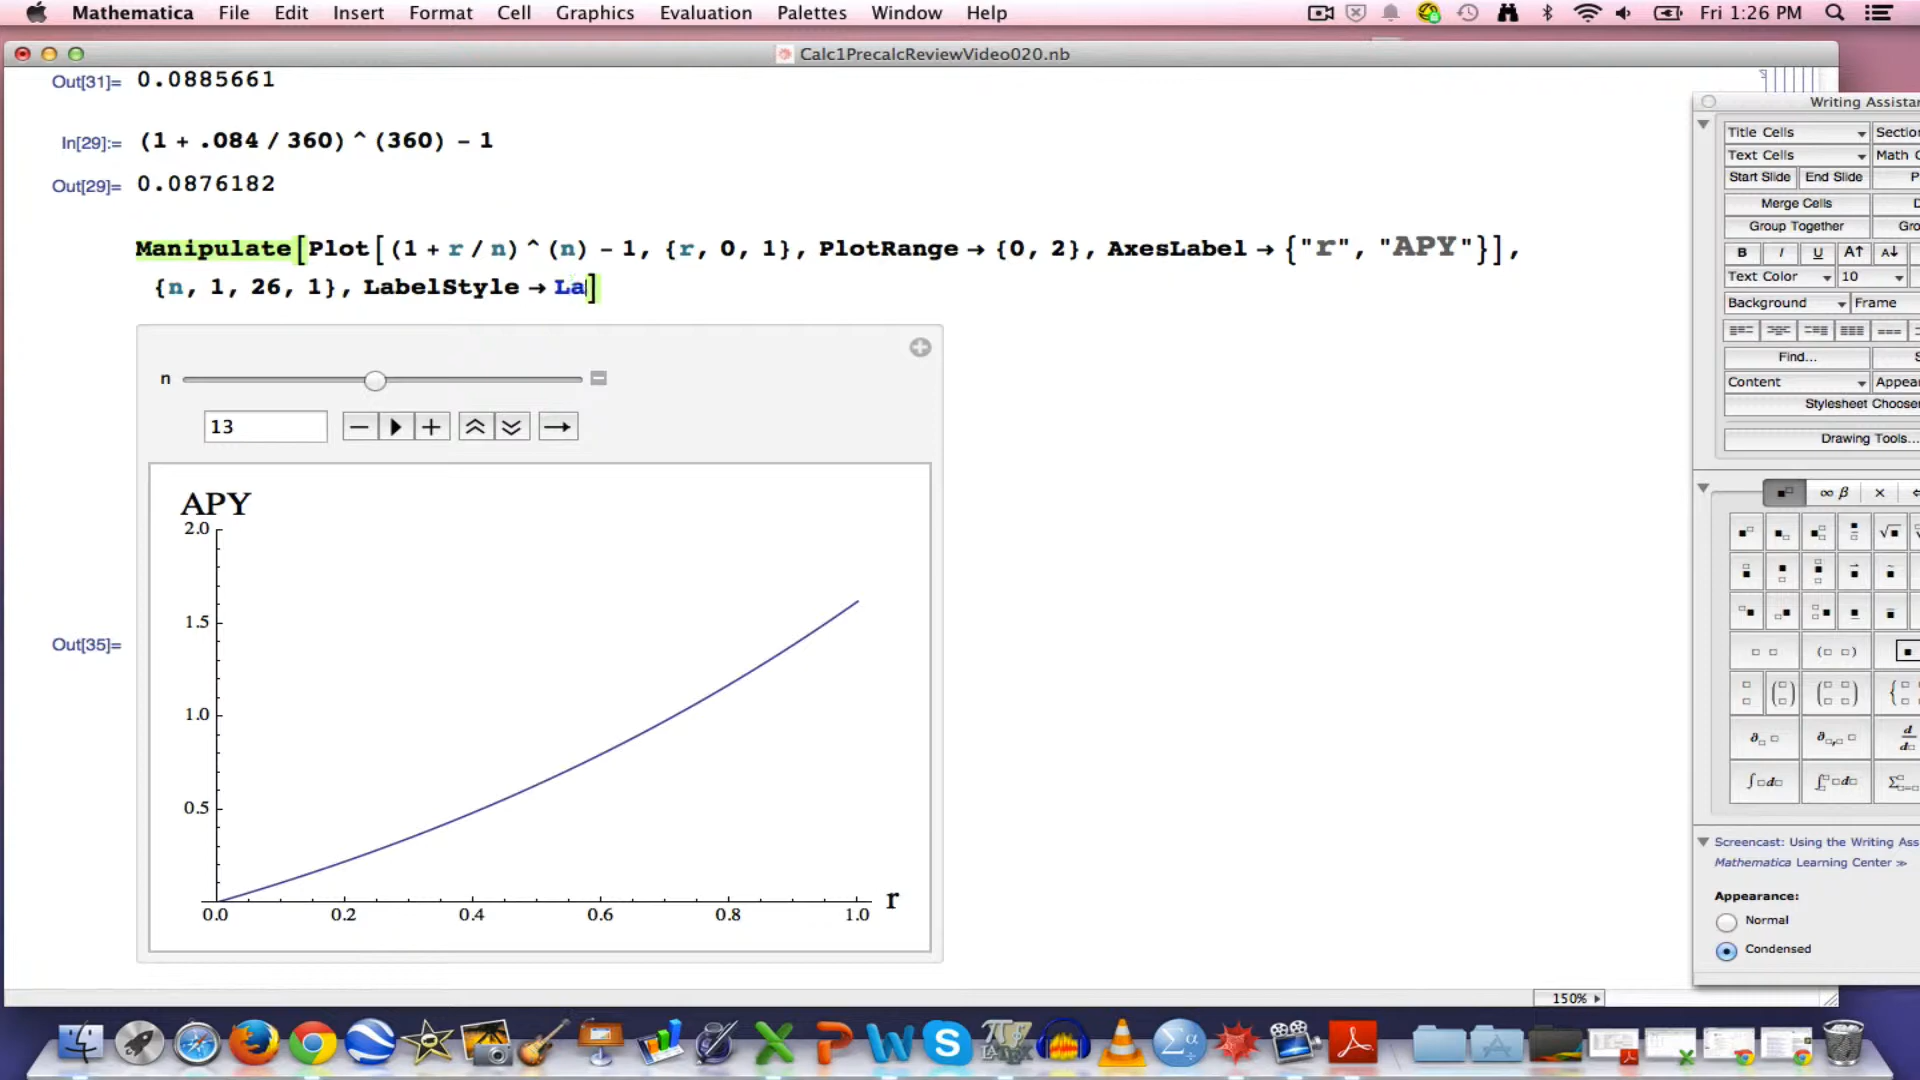 Mathematica File Edit Insert Format Cell Graphics Evaluation Palettes Window Help Fri 1:26 PM
Calc1PrecalcReviewVideo020.nb
Out[31]= 0.0885661
In[29]:= (1 + .084 / 360) ^ (360) - 1
Out[29]= 0.0876182
Manipulate[Plot[(1 + r / n) ^ (n) - 1, {r, 0, 1}, PlotRange → {0, 2}, AxesLabel → {"r", "APY"}],
{n, 1, 26, 1}, LabelStyle → La]
n
13
APY
2.0
1.5
1.0
0.5
0.0 0.2 0.4 0.6 0.8 1.0 r
Out[35]=
150%
Writing Assistan
Title Cells Section
Text Cells Math C
Start Slide End Slide P
Merge Cells D
Group Together Gro
B I U A↑ A↓
Text Color 10
Background Frame
Find... S
Content Appear
Stylesheet Chooser
Drawing Tools...
∞ β ×
d
∫□d□ ∫□d□ Σ
Screencast: Using the Writing Ass
Mathematica Learning Center »
Appearance:
Normal
Condensed